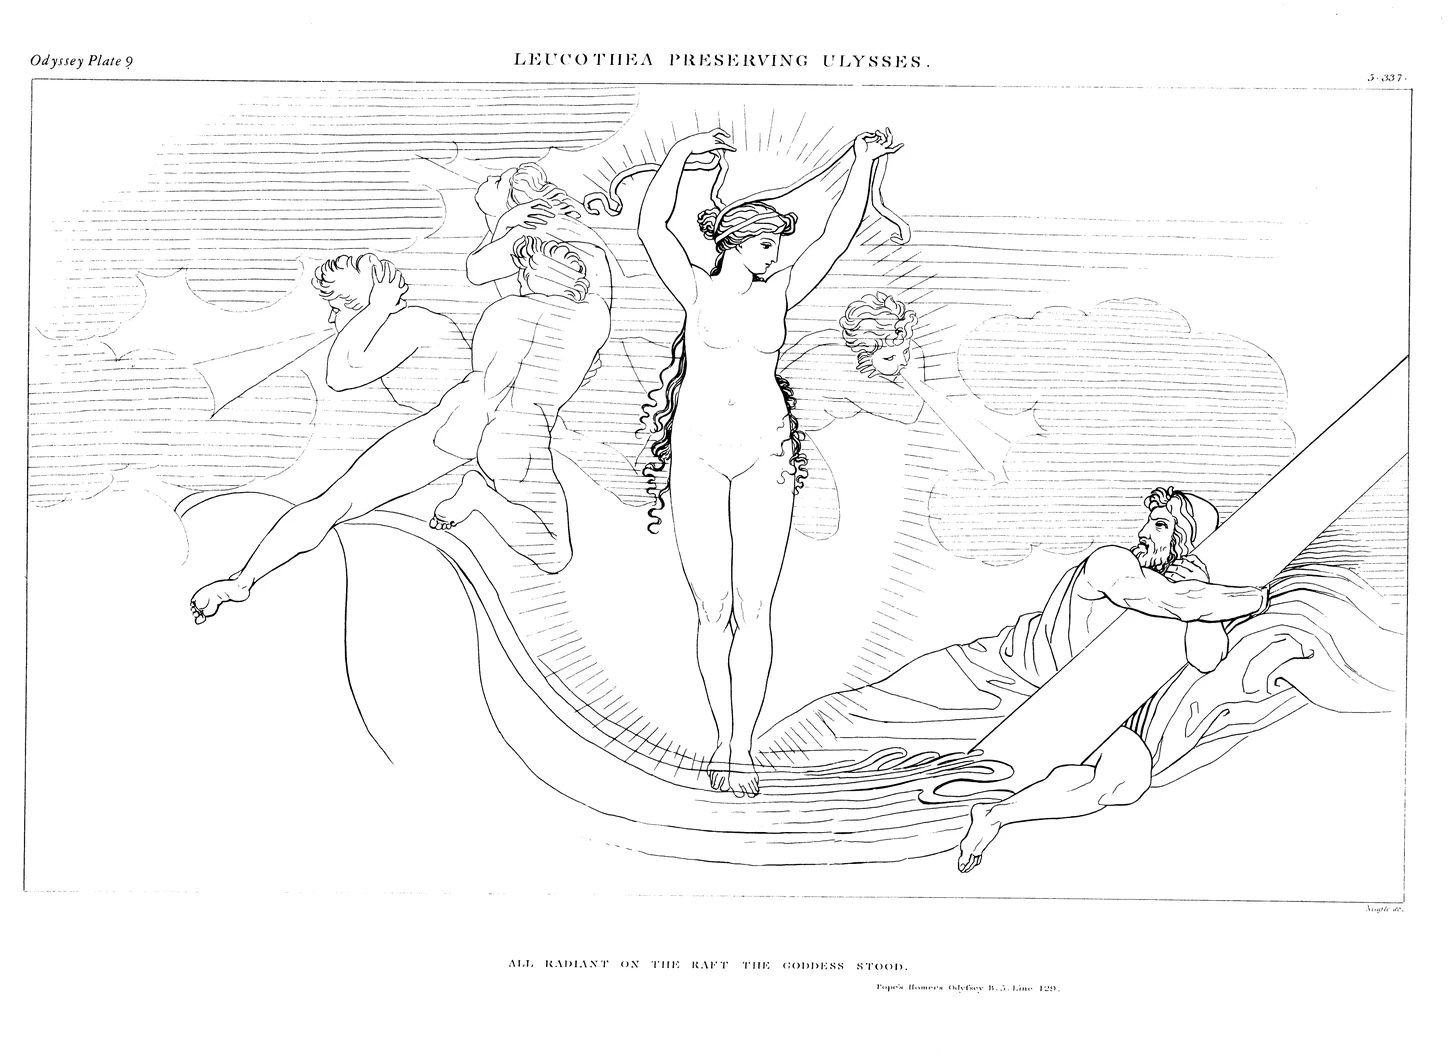 Odyssey Plate 9
LEUCOTHEA PRESERVING ULYSSES.
5. 337.
ALL RADIANT ON THE RAFT THE GODDESS STOOD.
Pope's Homer's Odyfsey B. 5. Line 429.